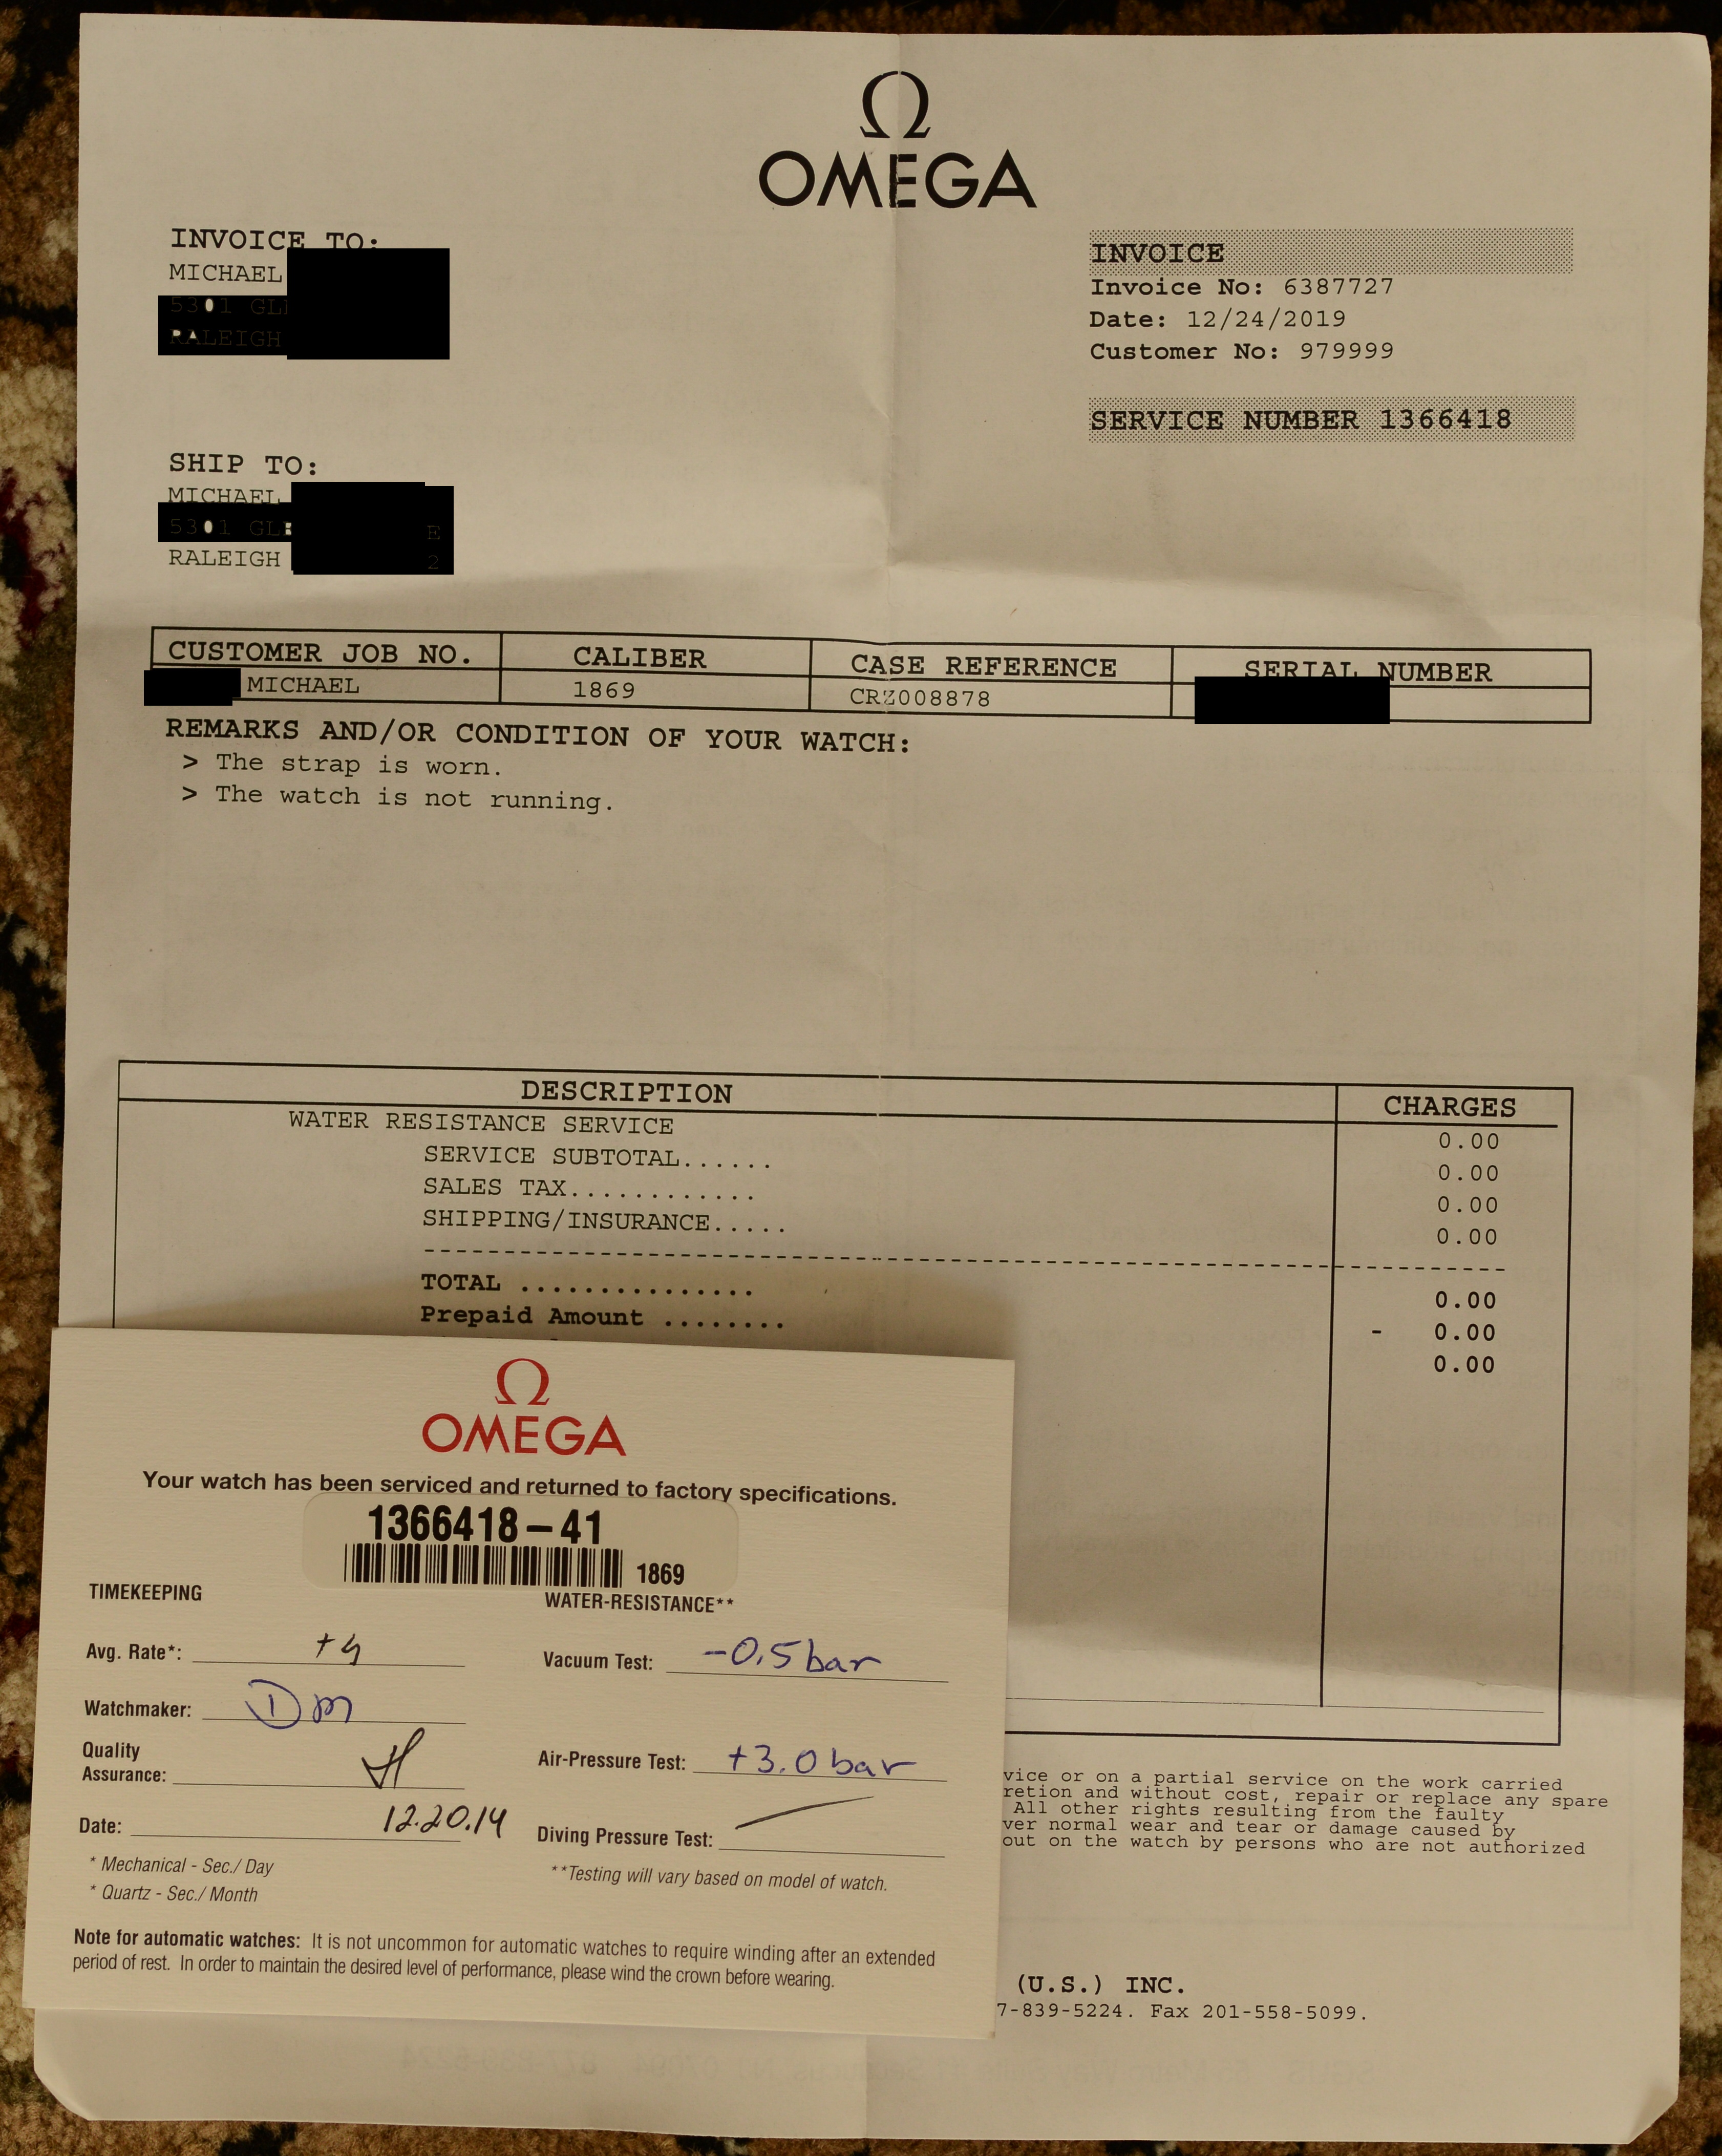 Ω
OMEGA
INVOICE TO:
MICHAEL
5301 GL
RALEIGH
INVOICE
Invoice No: 6387727
Date: 12/24/2019
Customer No: 979999
SERVICE NUMBER 1366418
SHIP TO:
MICHAEL
5301 GL E
RALEIGH 2
CUSTOMER JOB NO. CALIBER CASE REFERENCE SERIAL NUMBER
MICHAEL 1869 CRZ008878
REMARKS AND/OR CONDITION OF YOUR WATCH:
> The strap is worn.
> The watch is not running.
DESCRIPTION CHARGES
WATER RESISTANCE SERVICE 0.00
SERVICE SUBTOTAL...... 0.00
SALES TAX............ 0.00
SHIPPING/INSURANCE..... 0.00
TOTAL ............... 0.00
Prepaid Amount ........ - 0.00
0.00
Ω
OMEGA
Your watch has been serviced and returned to factory specifications.
1366418-41
1869
TIMEKEEPING WATER-RESISTANCE**
Avg. Rate*: +4 Vacuum Test: -0.5 bar
Watchmaker: Dm
Quality
Assurance: Air-Pressure Test: +3.0 bar
Date: 12.20.19 Diving Pressure Test:
* Mechanical - Sec./ Day **Testing will vary based on model of watch.
* Quartz - Sec./ Month
Note for automatic watches: It is not uncommon for automatic watches to require winding after an extended
period of rest. In order to maintain the desired level of performance, please wind the crown before wearing.
vice or on a partial service on the work carried
retion and without cost, repair or replace any spare
All other rights resulting from the faulty
ver normal wear and tear or damage caused by
out on the watch by persons who are not authorized
(U.S.) INC.
7-839-5224. Fax 201-558-5099.